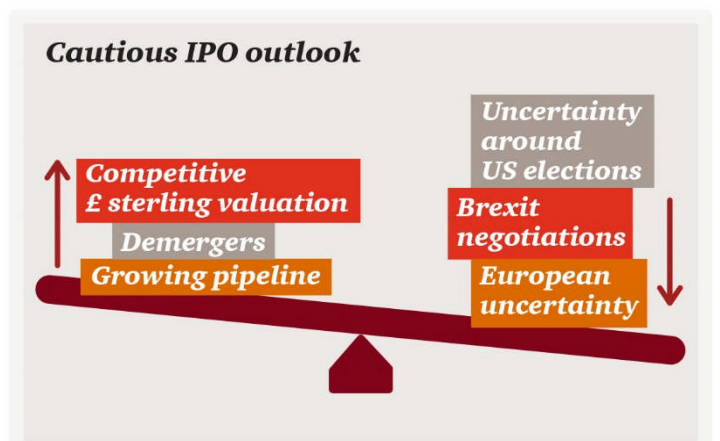 Cautious IPO outlook
Competitive
£ sterling valuation
Demergers
Growing pipeline
Uncertainty
around
US elections
Brexit
negotiations
European
uncertainty